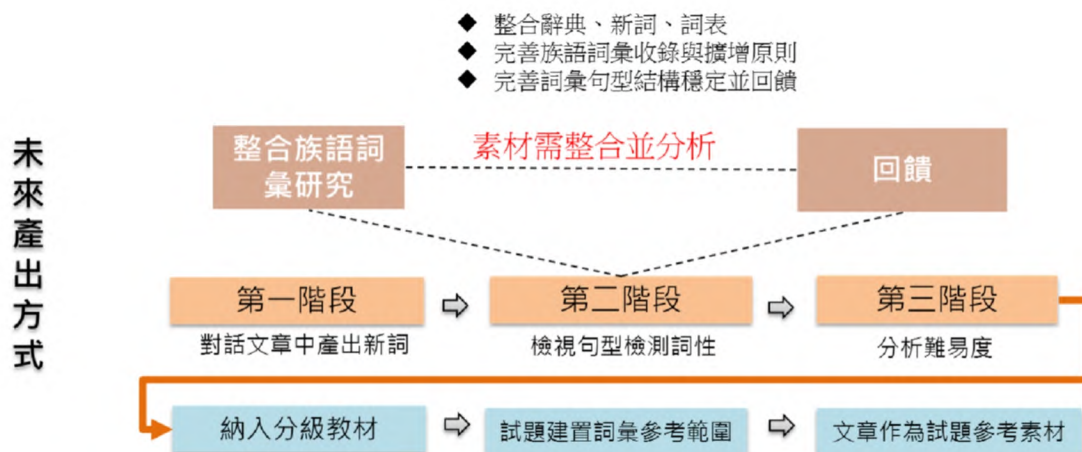 ◆ 整合辭典、新詞、詞表
◆ 完善族語詞彙收錄與擴增原則
◆ 完善詞彙句型結構穩定並回饋
未來產出方式
整合族語詞
彙研究
素材需整合並分析
回饋
第一階段
第二階段
第三階段
對話文章中產出新詞
檢視句型檢測詞性
分析難易度
納入分級教材
試題建置詞彙參考範圍
文章作為試題參考素材